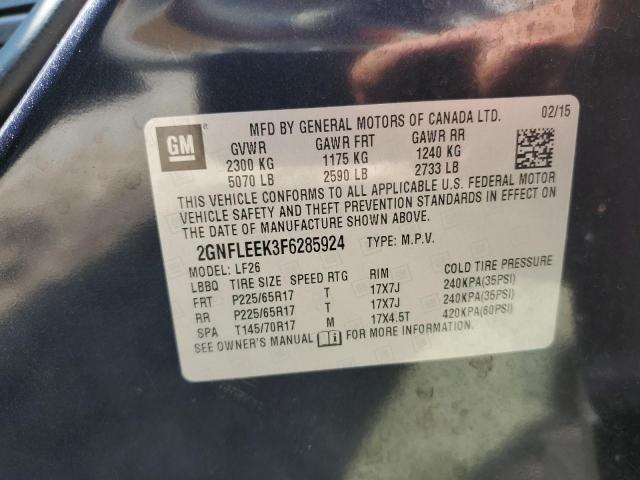 MFD BY GENERAL MOTORS OF CANADA LTD. 02/15
GM
GVWR GAWR FRT GAWR RR
2300 KG 1175 KG 1240 KG
5070 LB 2590 LB 2733 LB
THIS VEHICLE CONFORMS TO ALL APPLICABLE U.S. FEDERAL MOTOR
VEHICLE SAFETY AND THEFT PREVENTION STANDARDS IN EFFECT ON
THE DATE OF MANUFACTURE SHOWN ABOVE.
2GNFLEEK3F6285924 TYPE: M.P.V.
MODEL: LF26
LBBQ TIRE SIZE SPEED RTG RIM COLD TIRE PRESSURE
FRT P225/65R17 T 17X7J 240KPA(35PSI)
RR P225/65R17 T 17X7J 240KPA(35PSI)
SPA T145/70R17 M 17X4.5T 420KPA(60PSI)
SEE OWNER'S MANUAL FOR MORE INFORMATION.